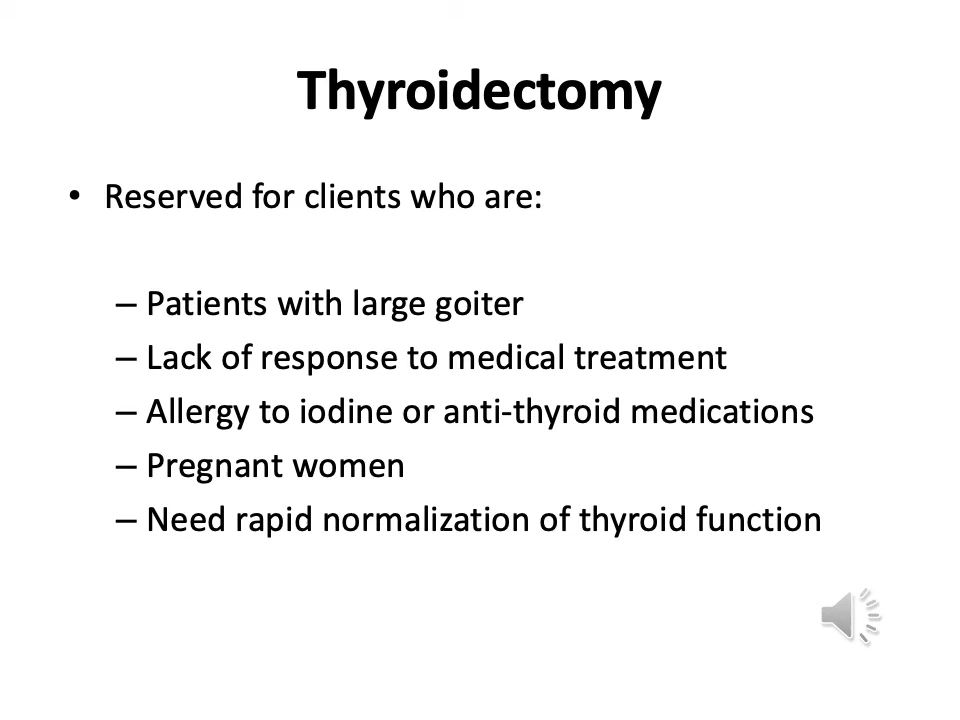 Thyroidectomy
• Reserved for clients who are:
– Patients with large goiter
– Lack of response to medical treatment
– Allergy to iodine or anti-thyroid medications
– Pregnant women
– Need rapid normalization of thyroid function